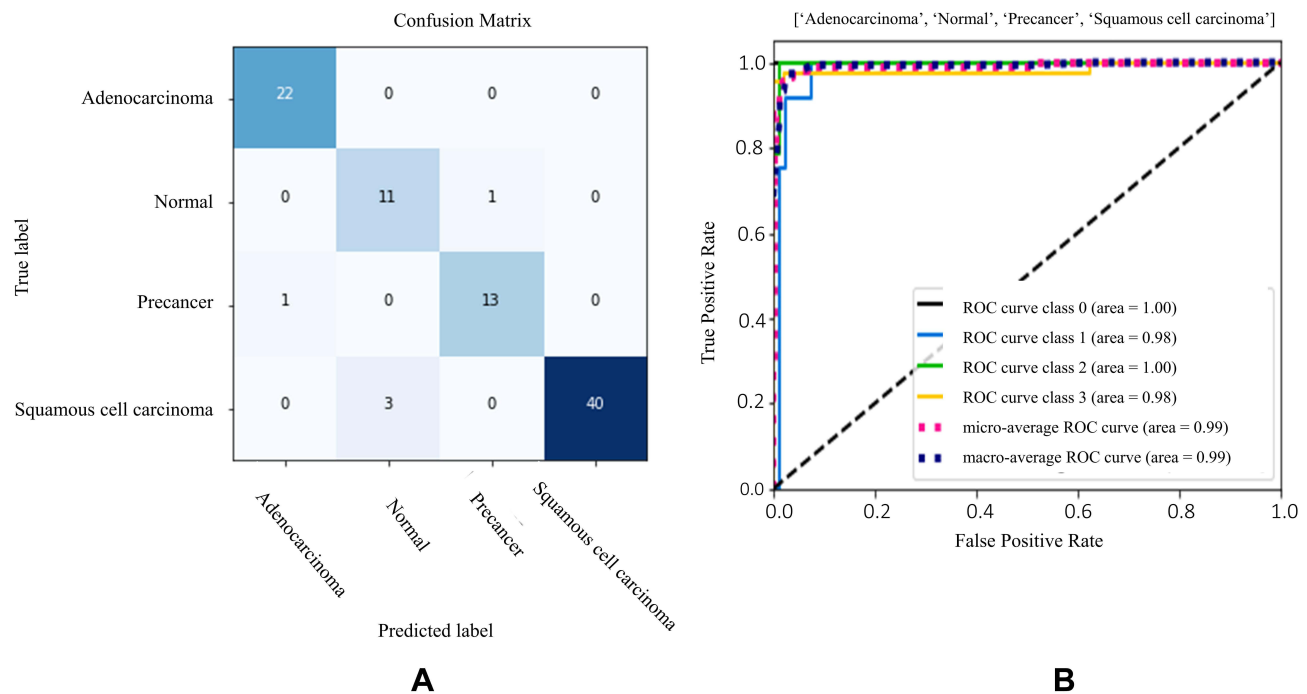 Confusion Matrix
True label
Adenocarcinoma
22 0 0 0
Normal
0 11 1 0
Precancer
1 0 13 0
Squamous cell carcinoma
0 3 0 40
Adenocarcinoma
Normal
Precancer
Squamous cell carcinoma
Predicted label
A
['Adenocarcinoma', 'Normal', 'Precancer', 'Squamous cell carcinoma']
True Positive Rate
1.0
0.8
0.6
0.4
0.2
0.0
ROC curve class 0 (area = 1.00)
ROC curve class 1 (area = 0.98)
ROC curve class 2 (area = 1.00)
ROC curve class 3 (area = 0.98)
micro-average ROC curve (area = 0.99)
macro-average ROC curve (area = 0.99)
0.0 0.2 0.4 0.6 0.8 1.0
False Positive Rate
B